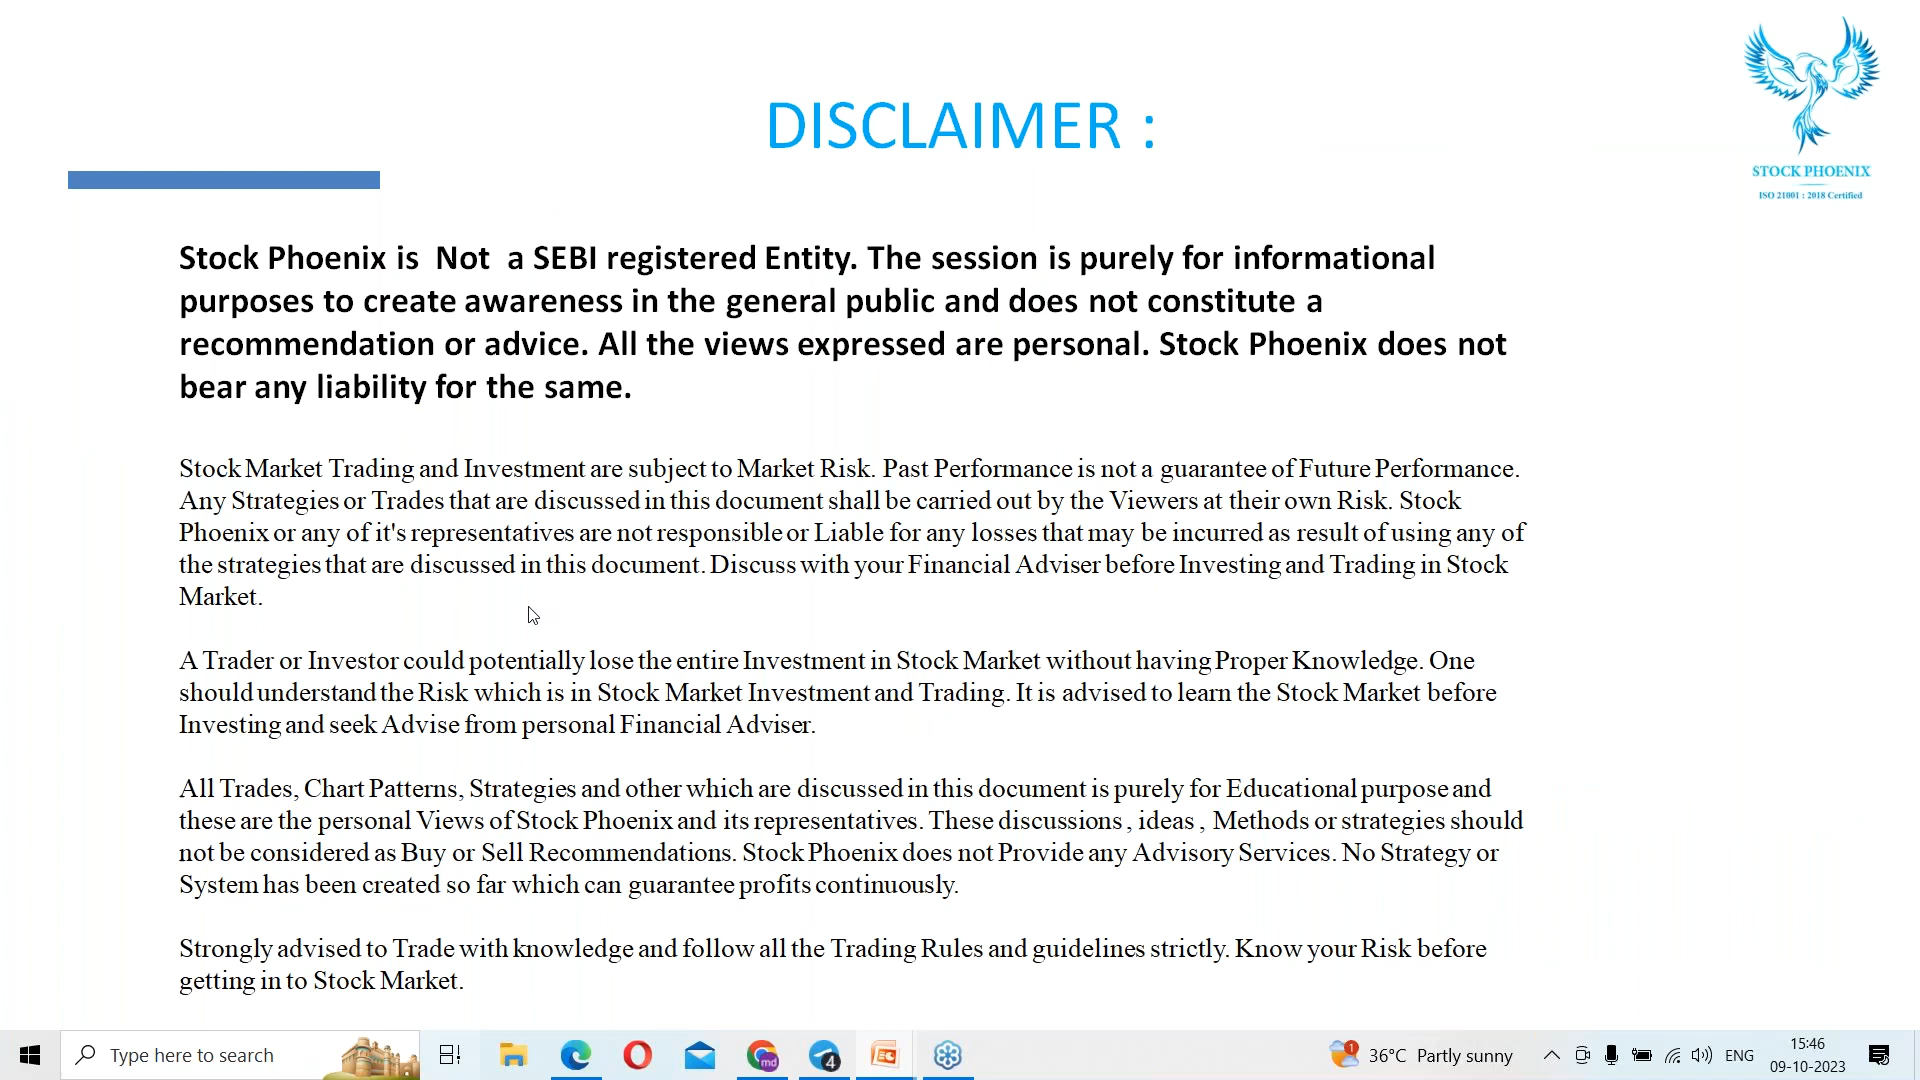 STOCK PHOENIX
ISO 21001 : 2018 Certified
DISCLAIMER :
Stock Phoenix is Not a SEBI registered Entity. The session is purely for informational
purposes to create awareness in the general public and does not constitute a
recommendation or advice. All the views expressed are personal. Stock Phoenix does not
bear any liability for the same.
Stock Market Trading and Investment are subject to Market Risk. Past Performance is not a guarantee of Future Performance.
Any Strategies or Trades that are discussed in this document shall be carried out by the Viewers at their own Risk. Stock
Phoenix or any of it's representatives are not responsible or Liable for any losses that may be incurred as result of using any of
the strategies that are discussed in this document. Discuss with your Financial Adviser before Investing and Trading in Stock
Market.
A Trader or Investor could potentially lose the entire Investment in Stock Market without having Proper Knowledge. One
should understand the Risk which is in Stock Market Investment and Trading. It is advised to learn the Stock Market before
Investing and seek Advise from personal Financial Adviser.
All Trades, Chart Patterns, Strategies and other which are discussed in this document is purely for Educational purpose and
these are the personal Views of Stock Phoenix and its representatives. These discussions , ideas , Methods or strategies should
not be considered as Buy or Sell Recommendations. Stock Phoenix does not Provide any Advisory Services. No Strategy or
System has been created so far which can guarantee profits continuously.
Strongly advised to Trade with knowledge and follow all the Trading Rules and guidelines strictly. Know your Risk before
getting in to Stock Market.
Type here to search
md
4
1
36°C Partly sunny
ENG
15:46
09-10-2023